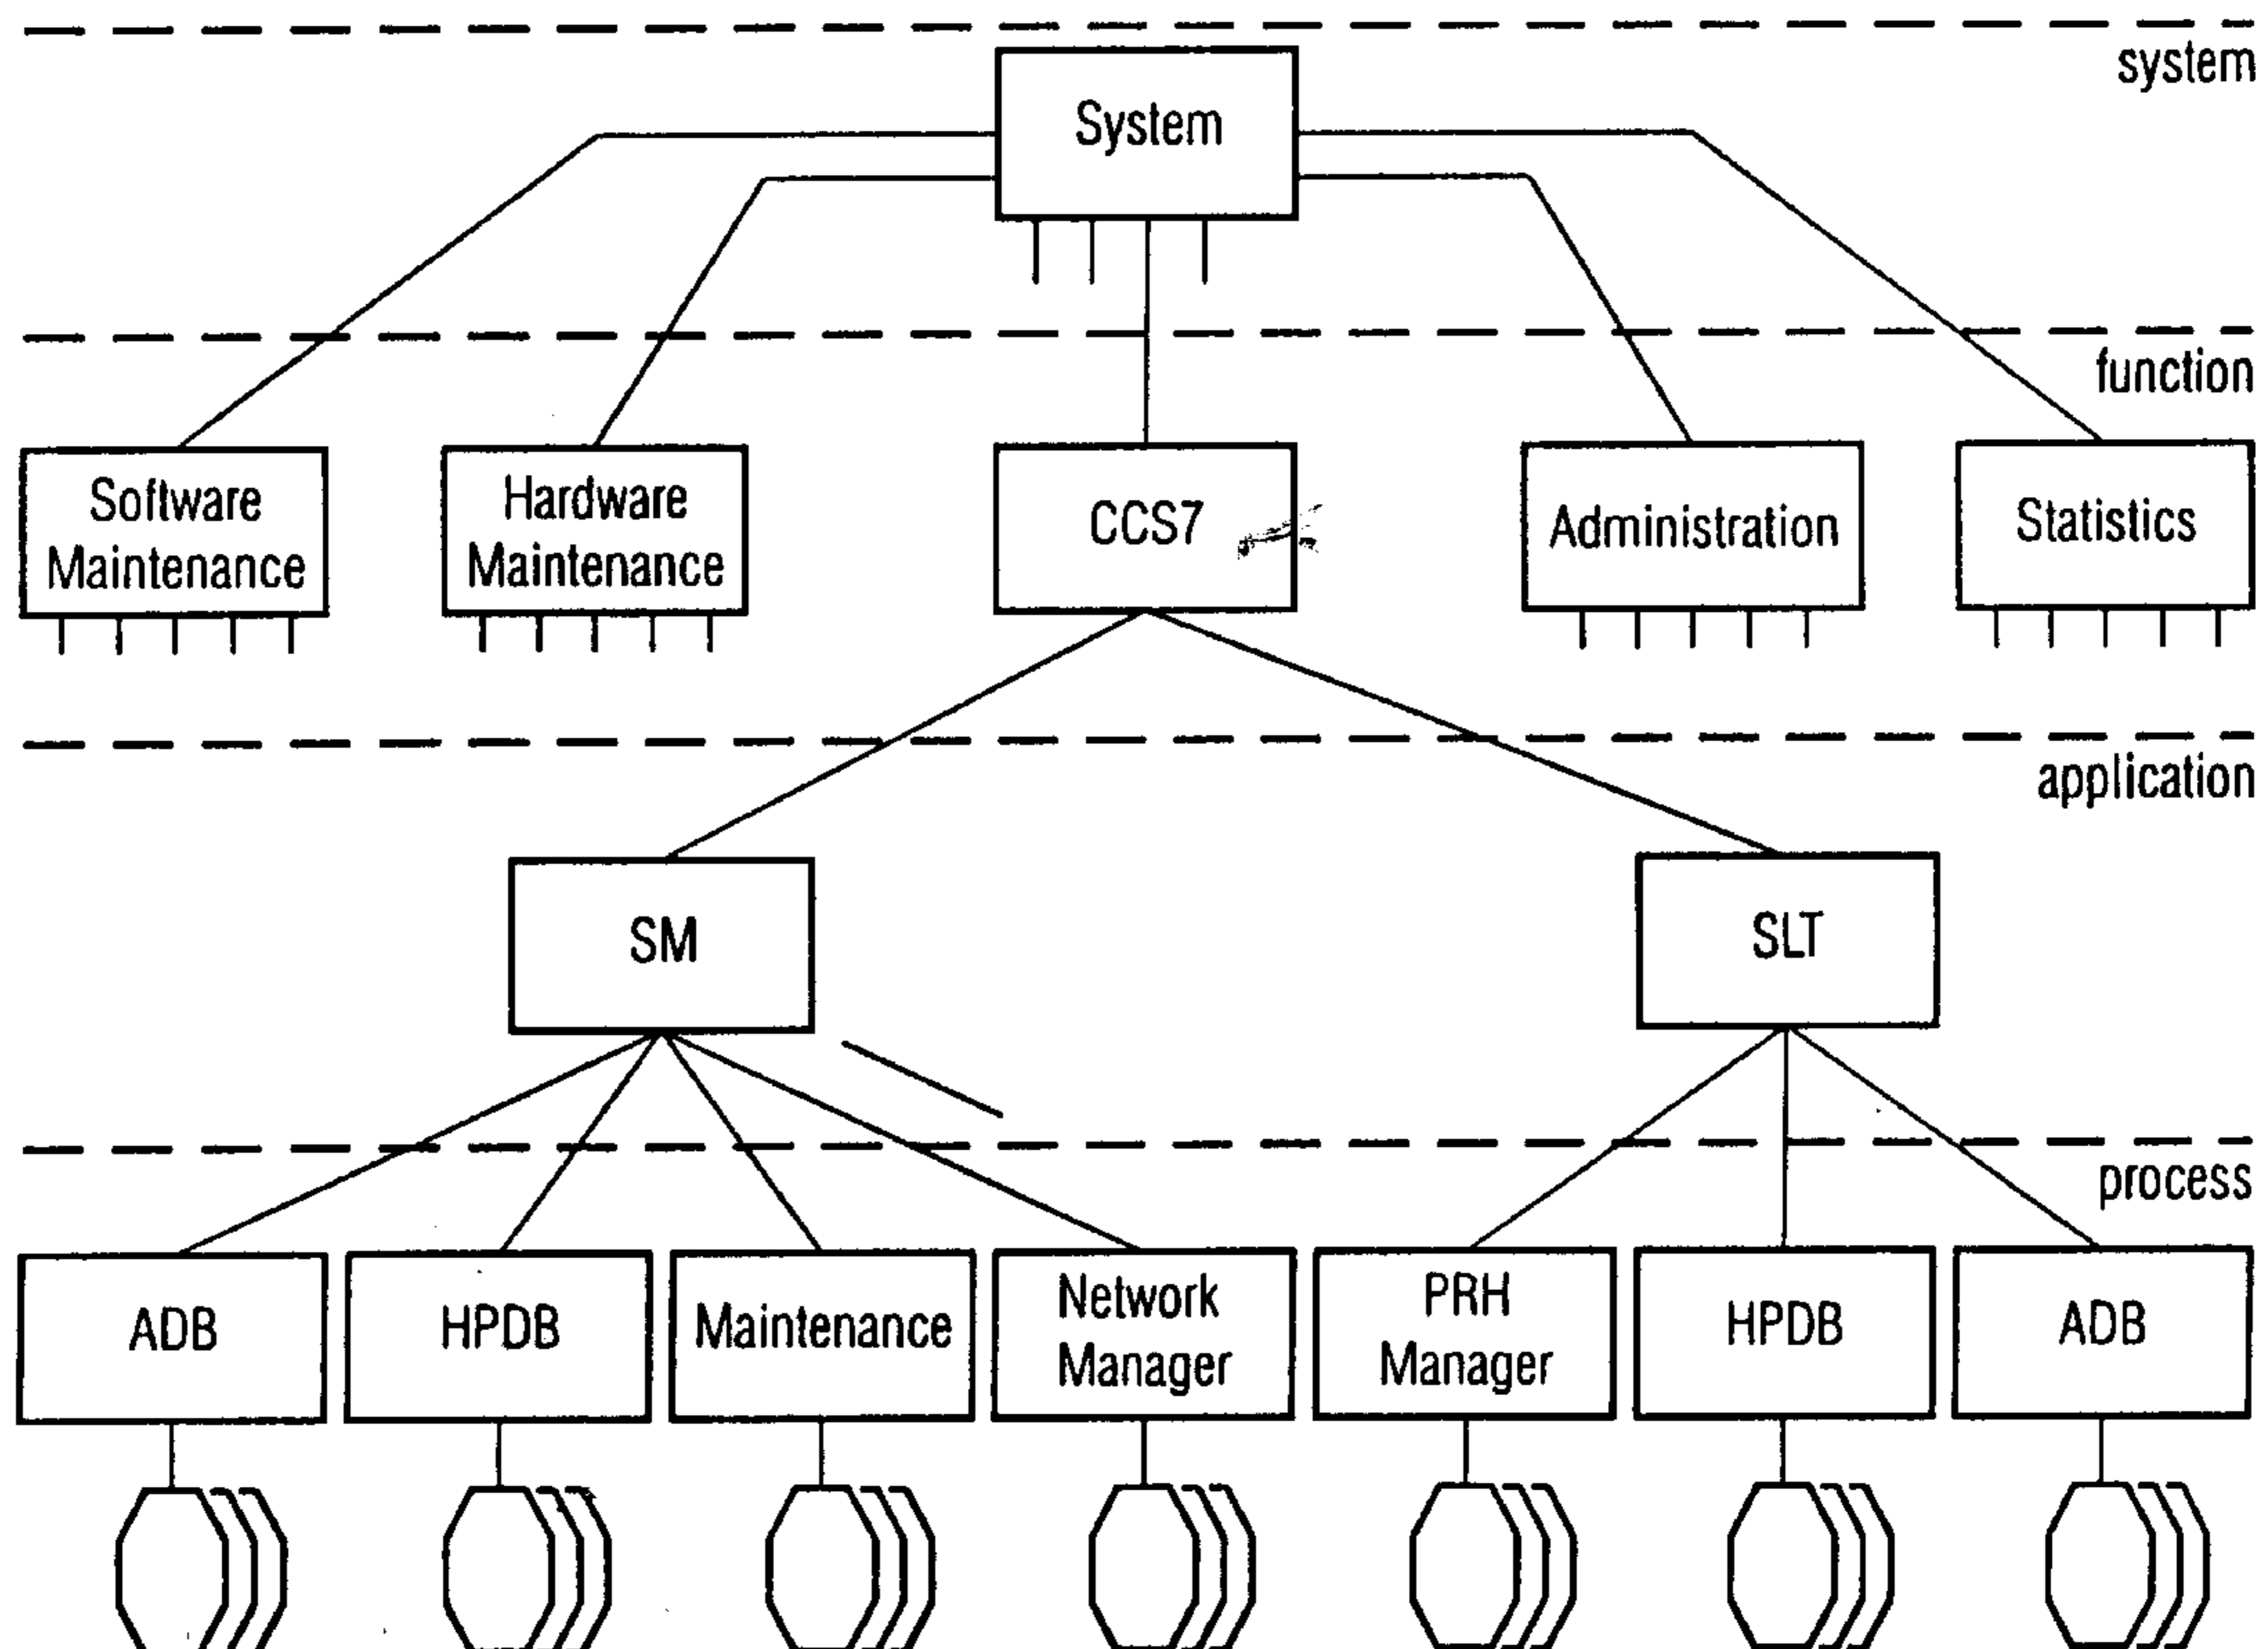 system
System
function
Software
Maintenance
Hardware
Maintenance
CCS7
Administration
Statistics
application
SM
SLT
process
ADB
HPDB
Maintenance
Network
Manager
PRH
Manager
HPDB
ADB